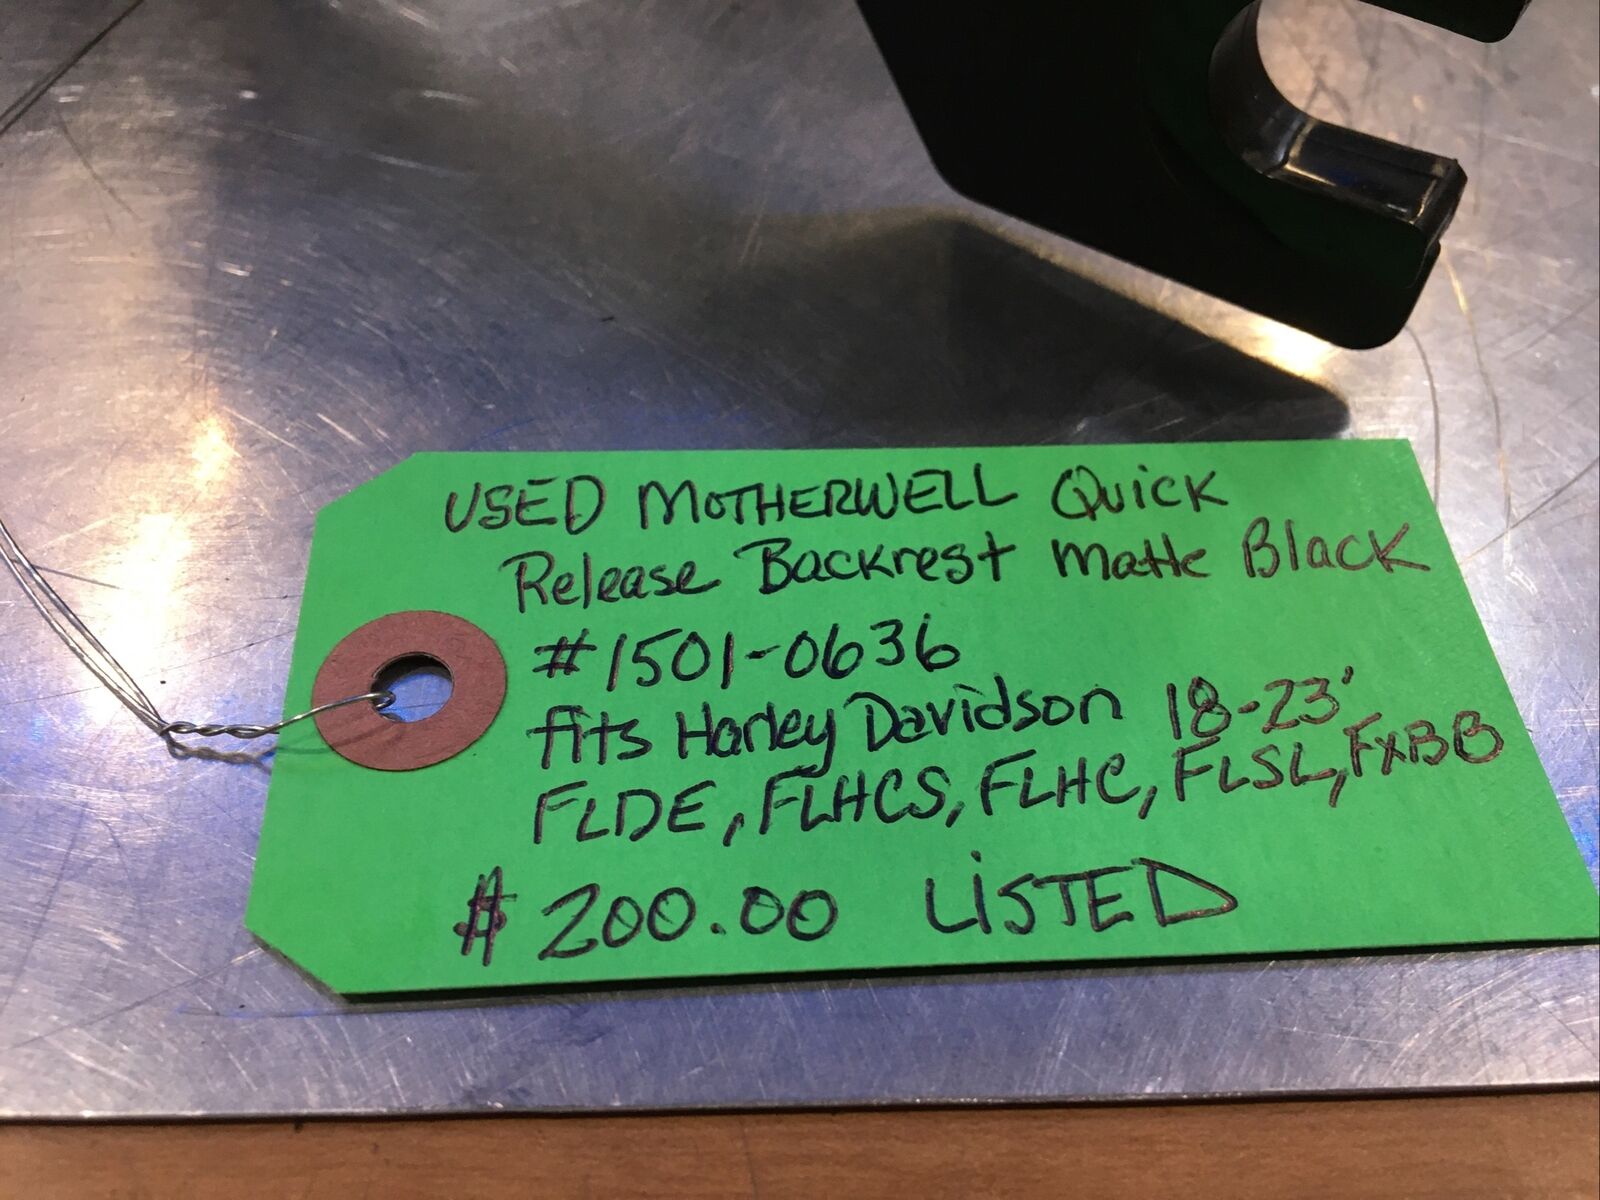 USED MOTHERWELL Quick
Release Backrest Matte Black
#1501-0636
fits Harley Davidson 18-23'
FLDE, FLHCS, FLHC, FLSL, FXBB
$ 200.00 LISTED